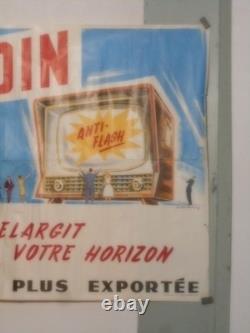 DIN
ANTI-
FLASH
ELARGIT
VOTRE HORIZON
PLUS EXPORTÉE